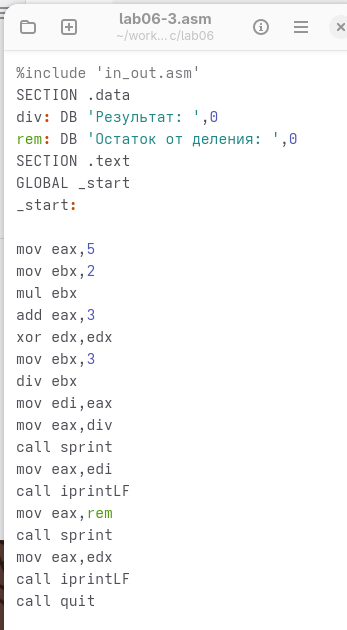 lab06-3.asm
~/work... c/lab06
%include 'in_out.asm'
SECTION .data
div: DB 'Результат: ',0
rem: DB 'Остаток от деления: ',0
SECTION .text
GLOBAL _start
_start:
mov eax,5
mov ebx,2
mul ebx
add eax,3
xor edx,edx
mov ebx,3
div ebx
mov edi,eax
mov eax,div
call sprint
mov eax,edi
call iprintLF
mov eax,rem
call sprint
mov eax,edx
call iprintLF
call quit